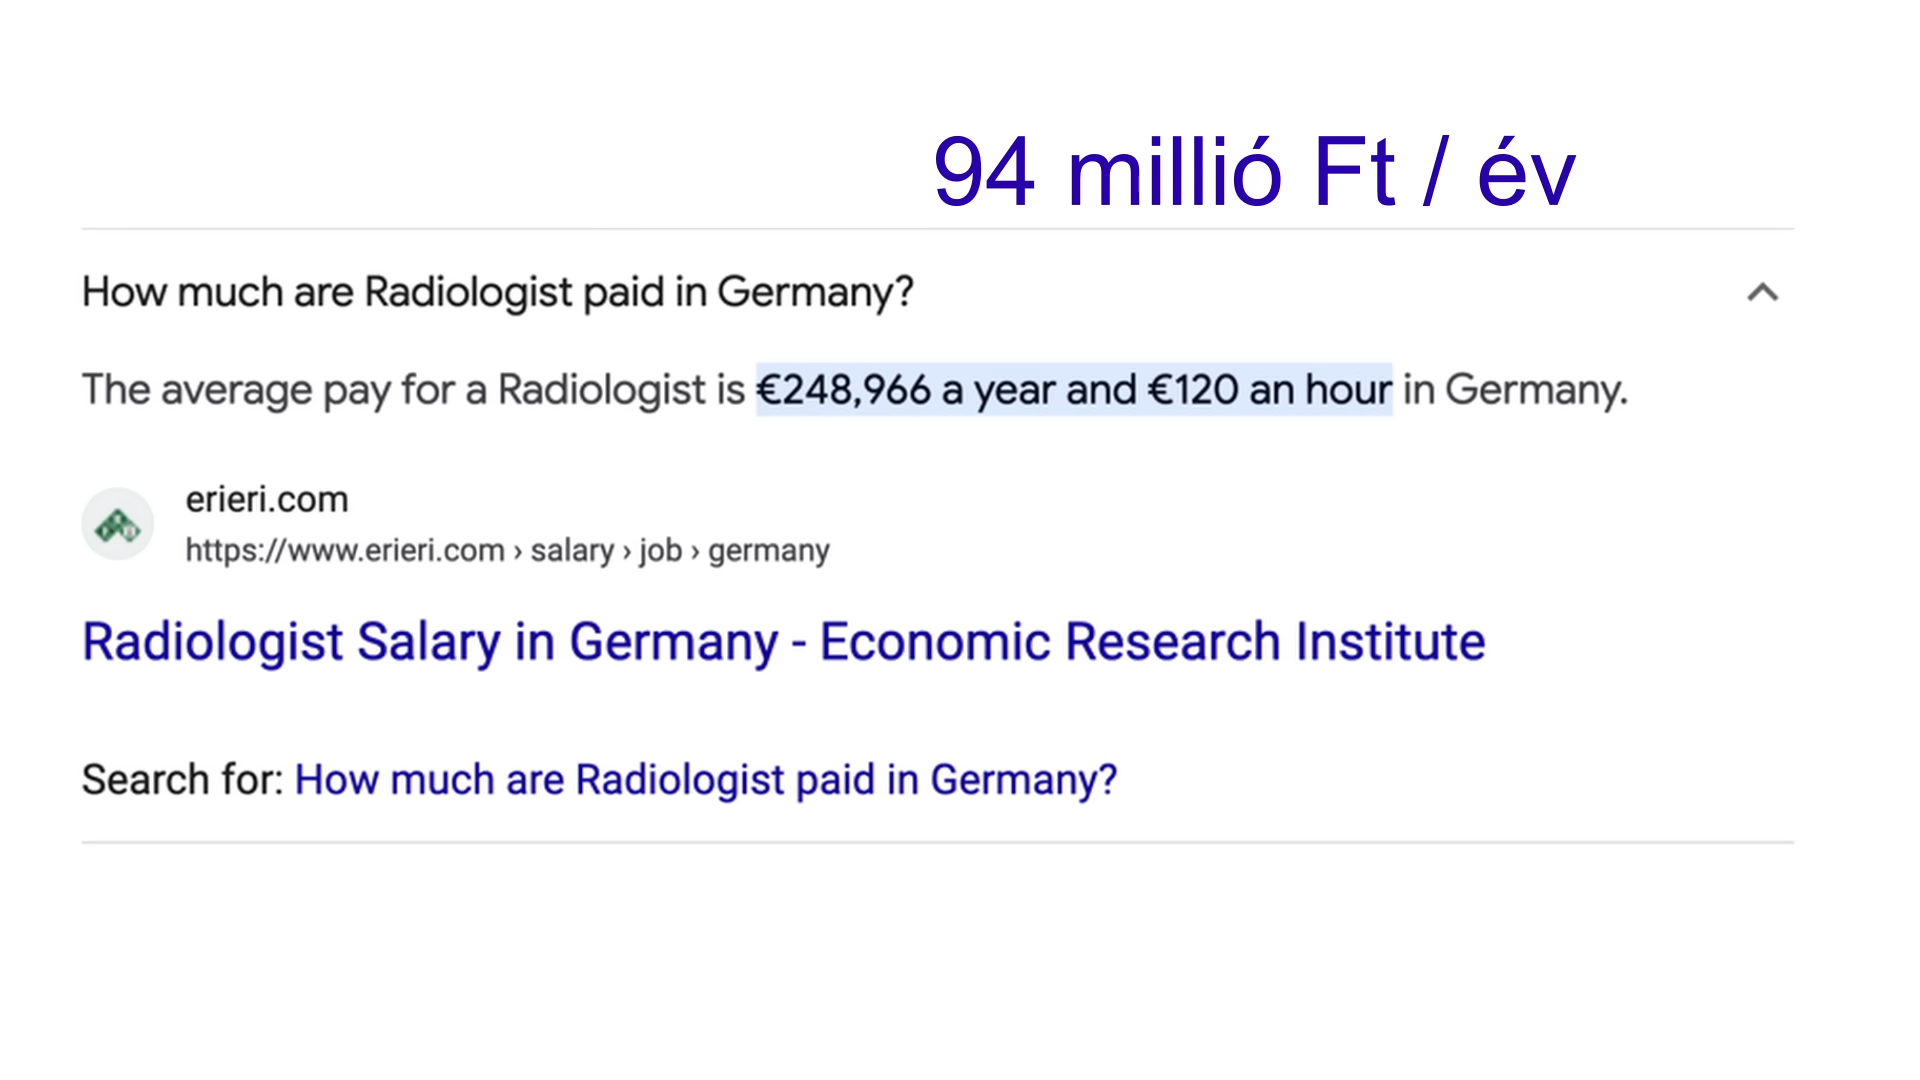 94 millió Ft / év
How much are Radiologist paid in Germany?
The average pay for a Radiologist is €248,966 a year and €120 an hour in Germany.
erieri.com
https://www.erieri.com › salary › job › germany
Radiologist Salary in Germany - Economic Research Institute
Search for: How much are Radiologist paid in Germany?